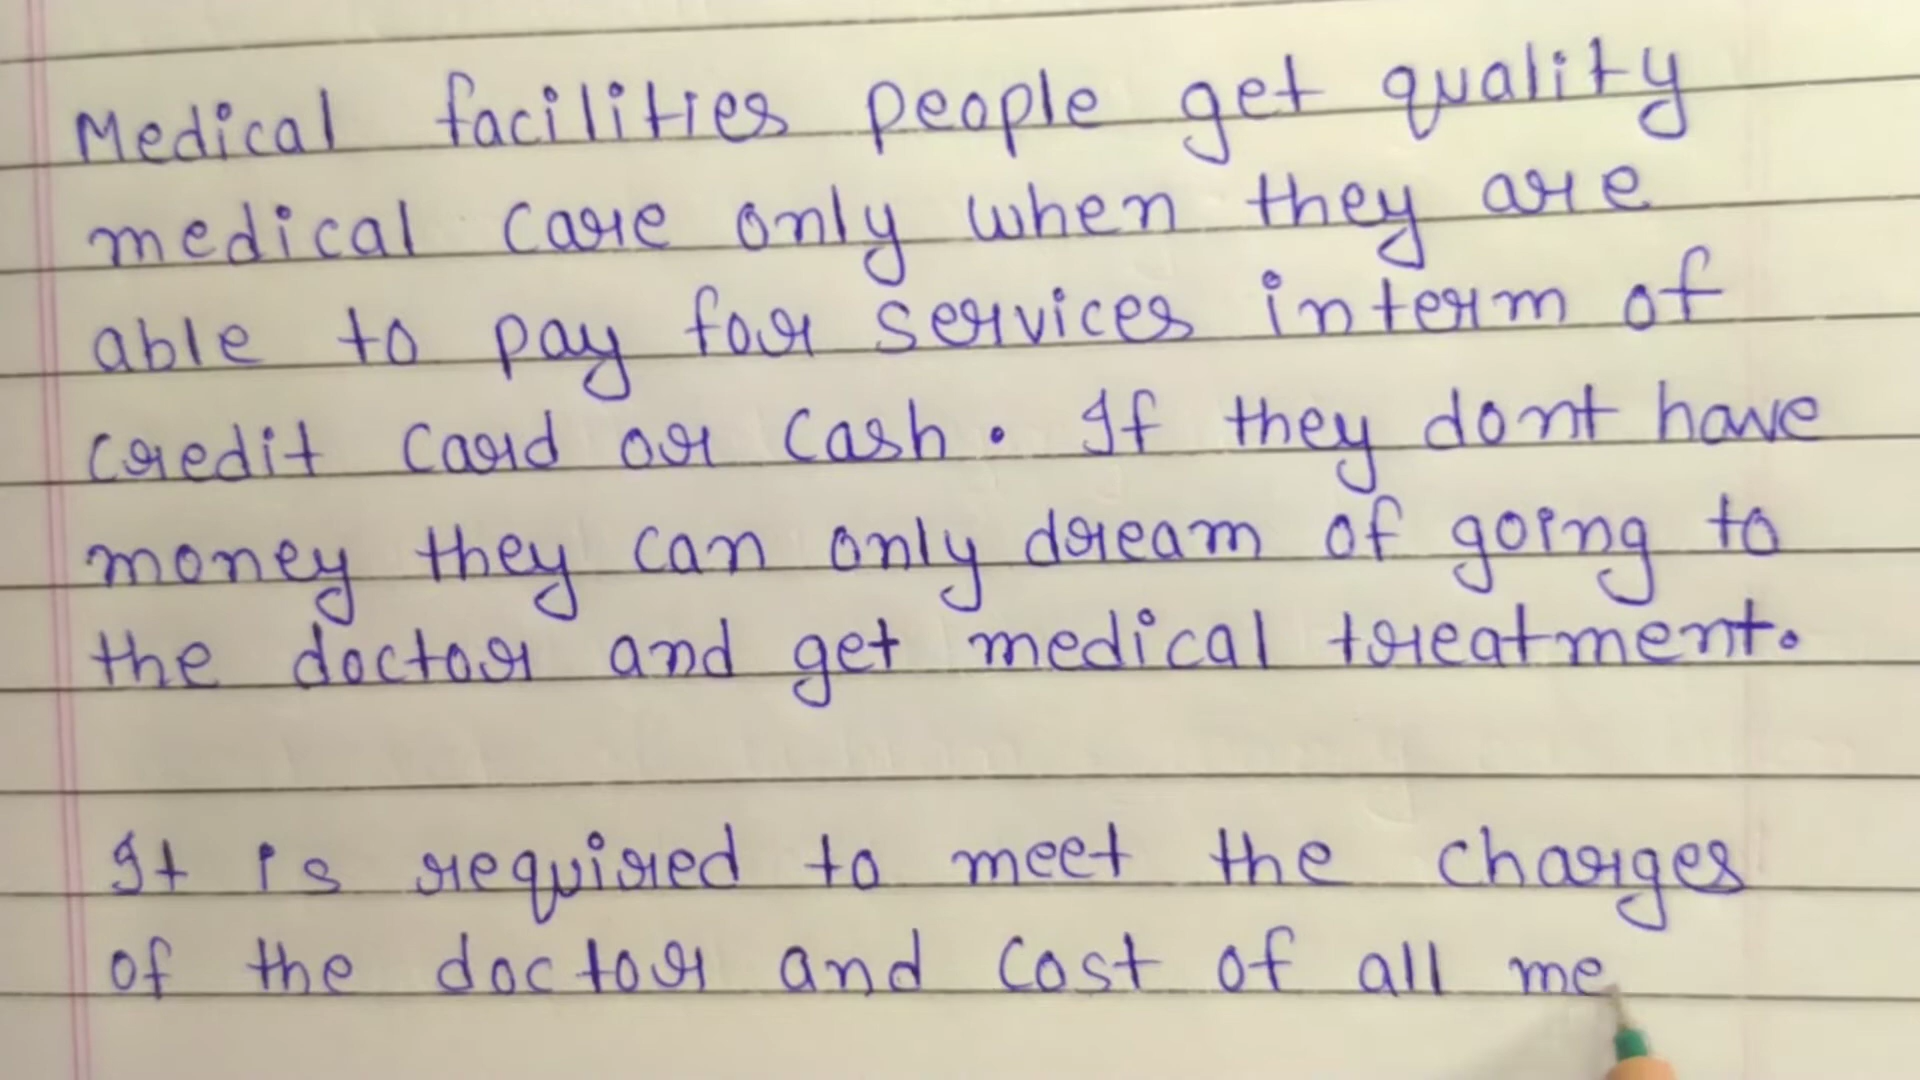 Medical facilities people get quality
medical care only when they are
able to pay for services interm of
credit card or cash. If they dont have
money they can only dream of going to
the doctor and get medical treatment.
It is required to meet the charges
of the doctor and cost of all me